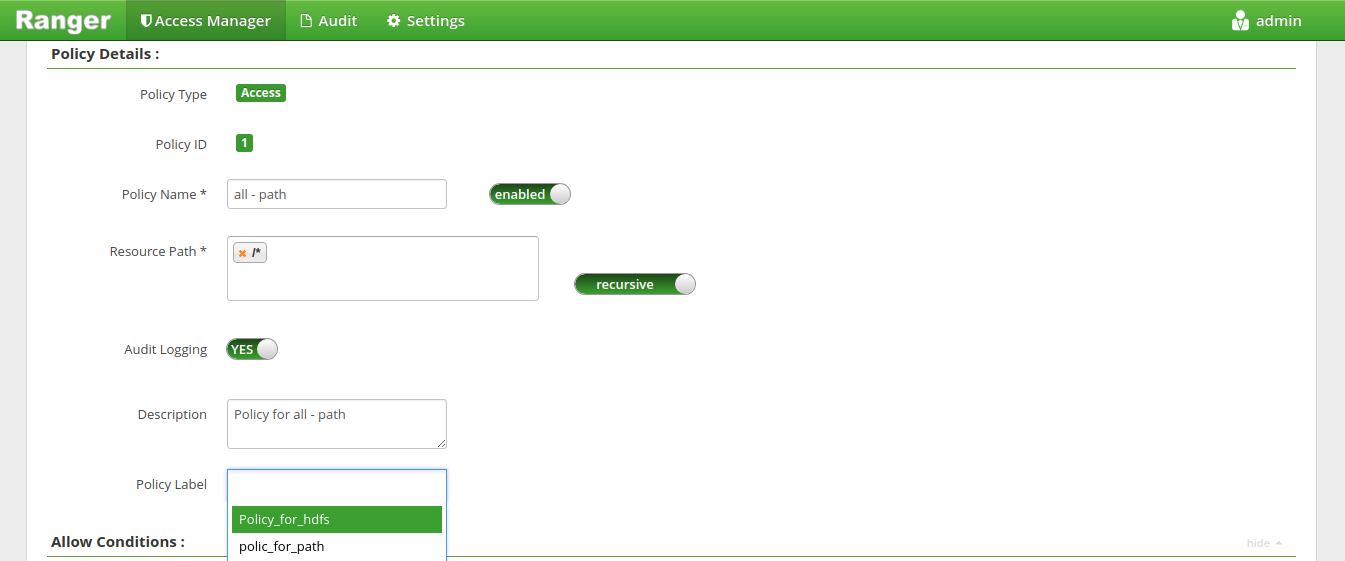 Ranger Access Manager Audit Settings admin
Policy Details :
Policy Type Access
Policy ID 1
Policy Name * all - path enabled
Resource Path * /*
recursive
Audit Logging YES
Description Policy for all - path
Policy Label
Policy_for_hdfs
Allow Conditions : hide
polic_for_path